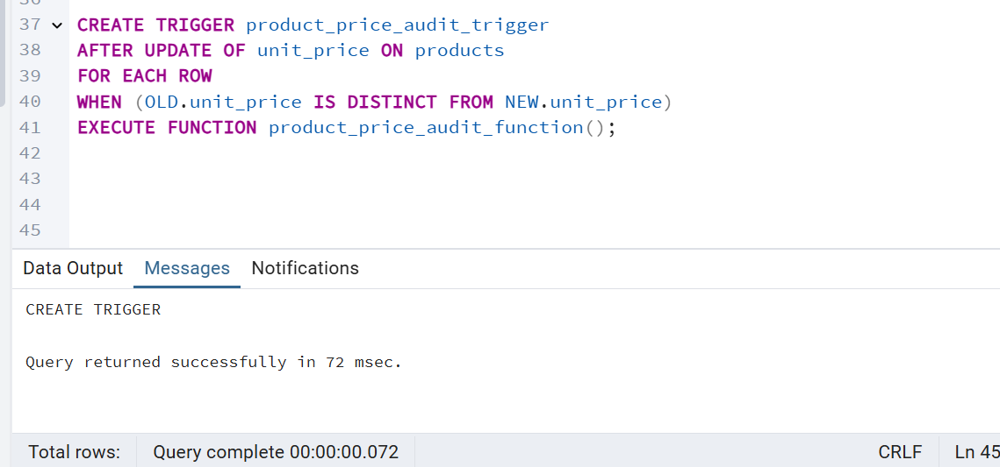 36
37 CREATE TRIGGER product_price_audit_trigger
38 AFTER UPDATE OF unit_price ON products
39 FOR EACH ROW
40 WHEN (OLD.unit_price IS DISTINCT FROM NEW.unit_price)
41 EXECUTE FUNCTION product_price_audit_function();
42
43
44
45
Data Output Messages Notifications
CREATE TRIGGER
Query returned successfully in 72 msec.
Total rows: Query complete 00:00:00.072 CRLF Ln 45